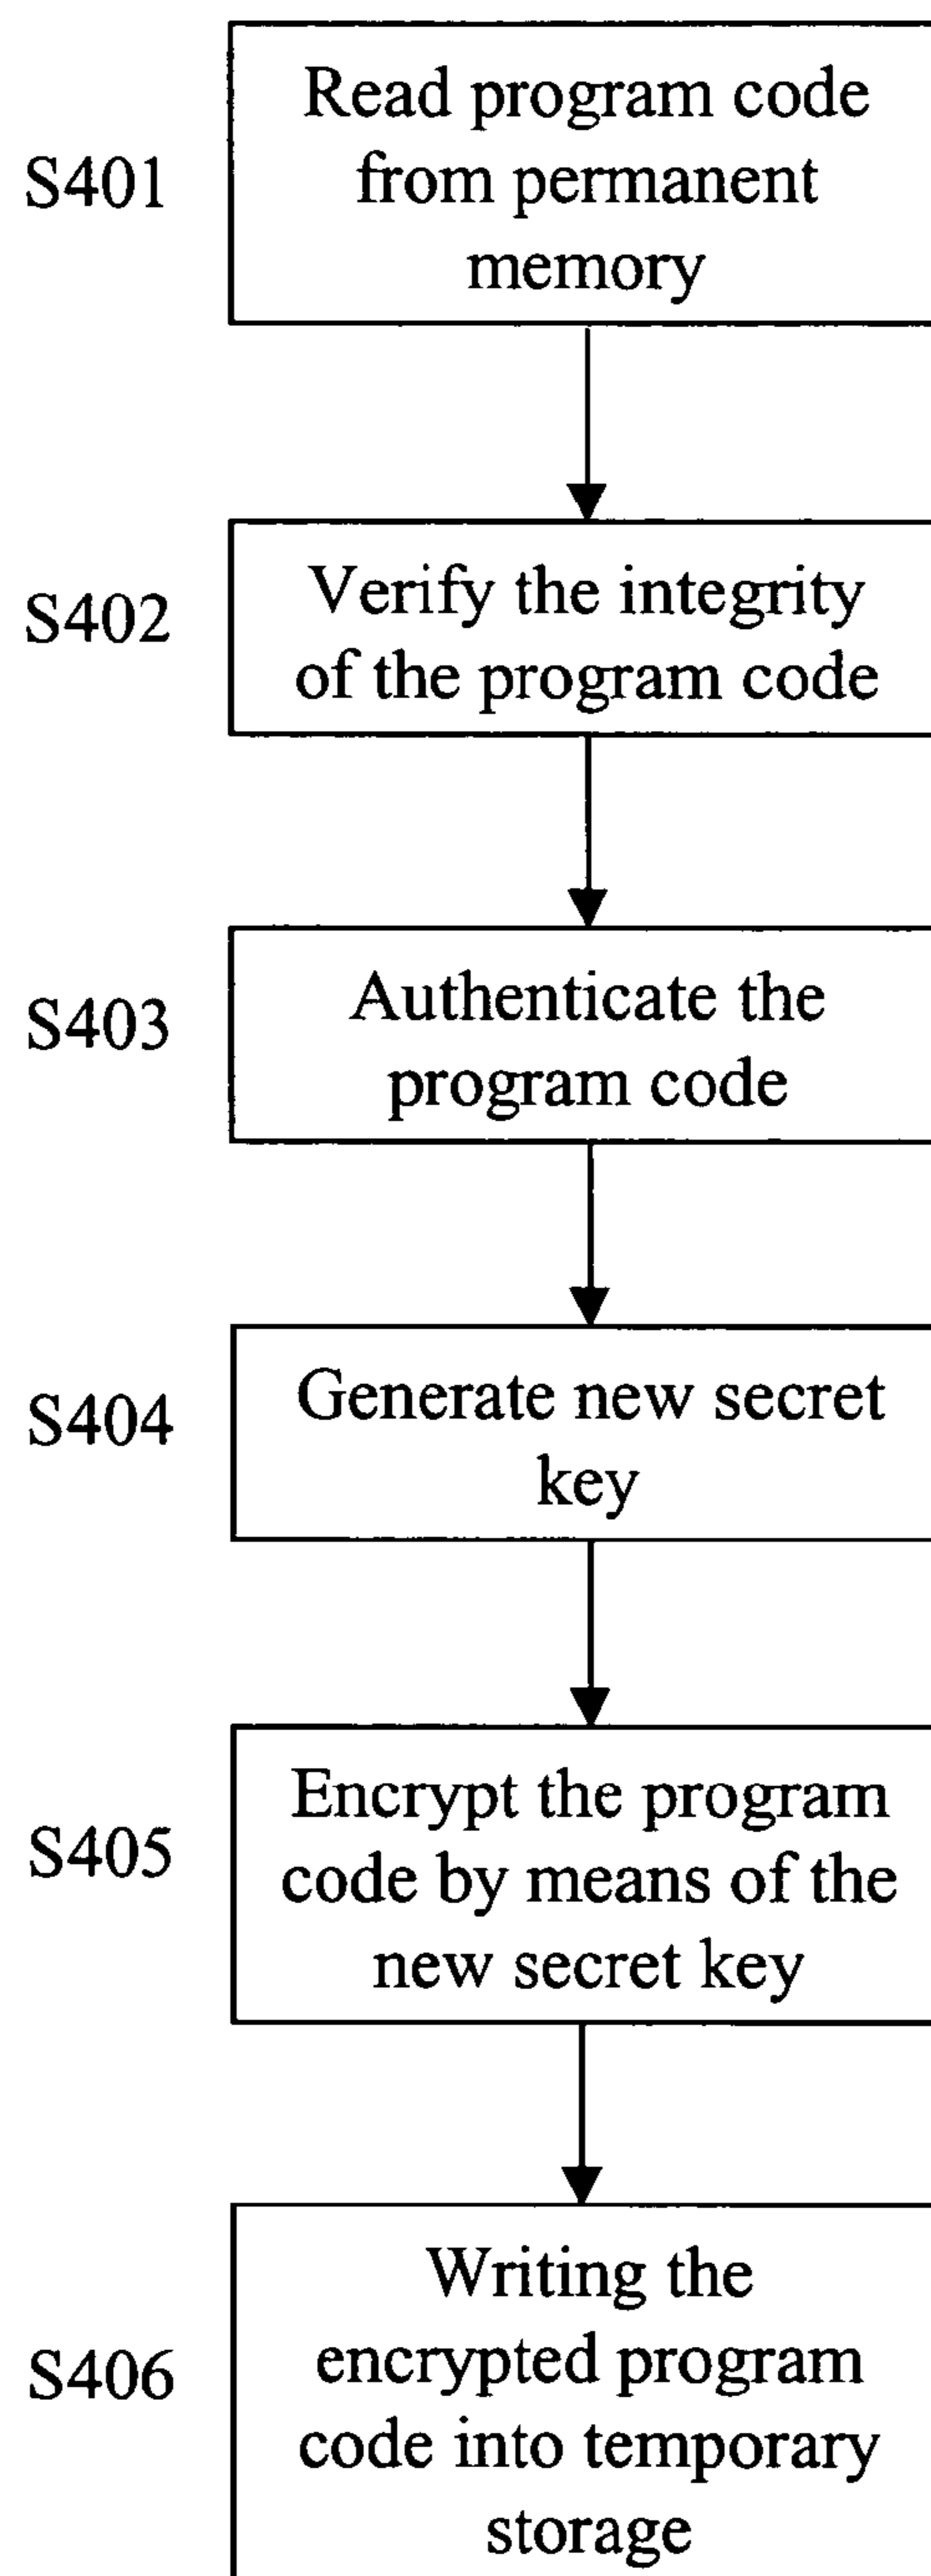 Read program code
S401
from permanent
memory
S402
Verify the integrity
of the program code
S403
Authenticate the
program code
S404
Generate new secret
key
Encrypt the program
S405
code by means of the
new secret key
Writing the
encrypted program
S406
code into temporary
storage